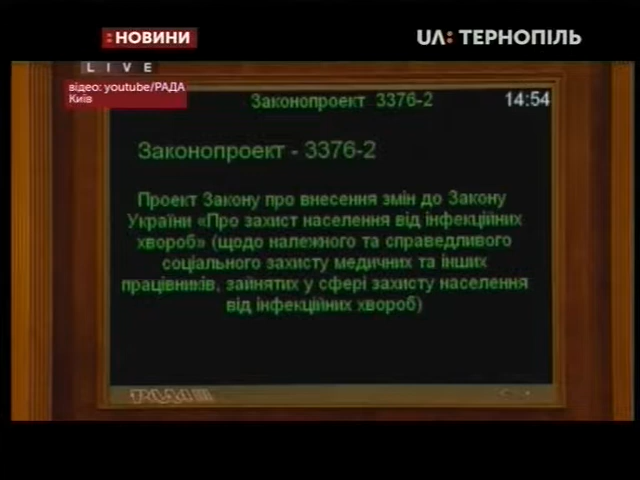 :НОВИНИ
UA: ТЕРНОПІЛЬ
LIVE
відео: youtube/РАДА
Київ
Законопроект 3376-2
14:54
Законопроект - 3376-2
Проект Закону про внесення змін до Закону
України «Про захист населення від інфекційних
хвороб» (щодо належного та справедливого
соціального захисту медичних та інших
працівників, зайнятих у сфері захисту населення
від інфекційних хвороб)